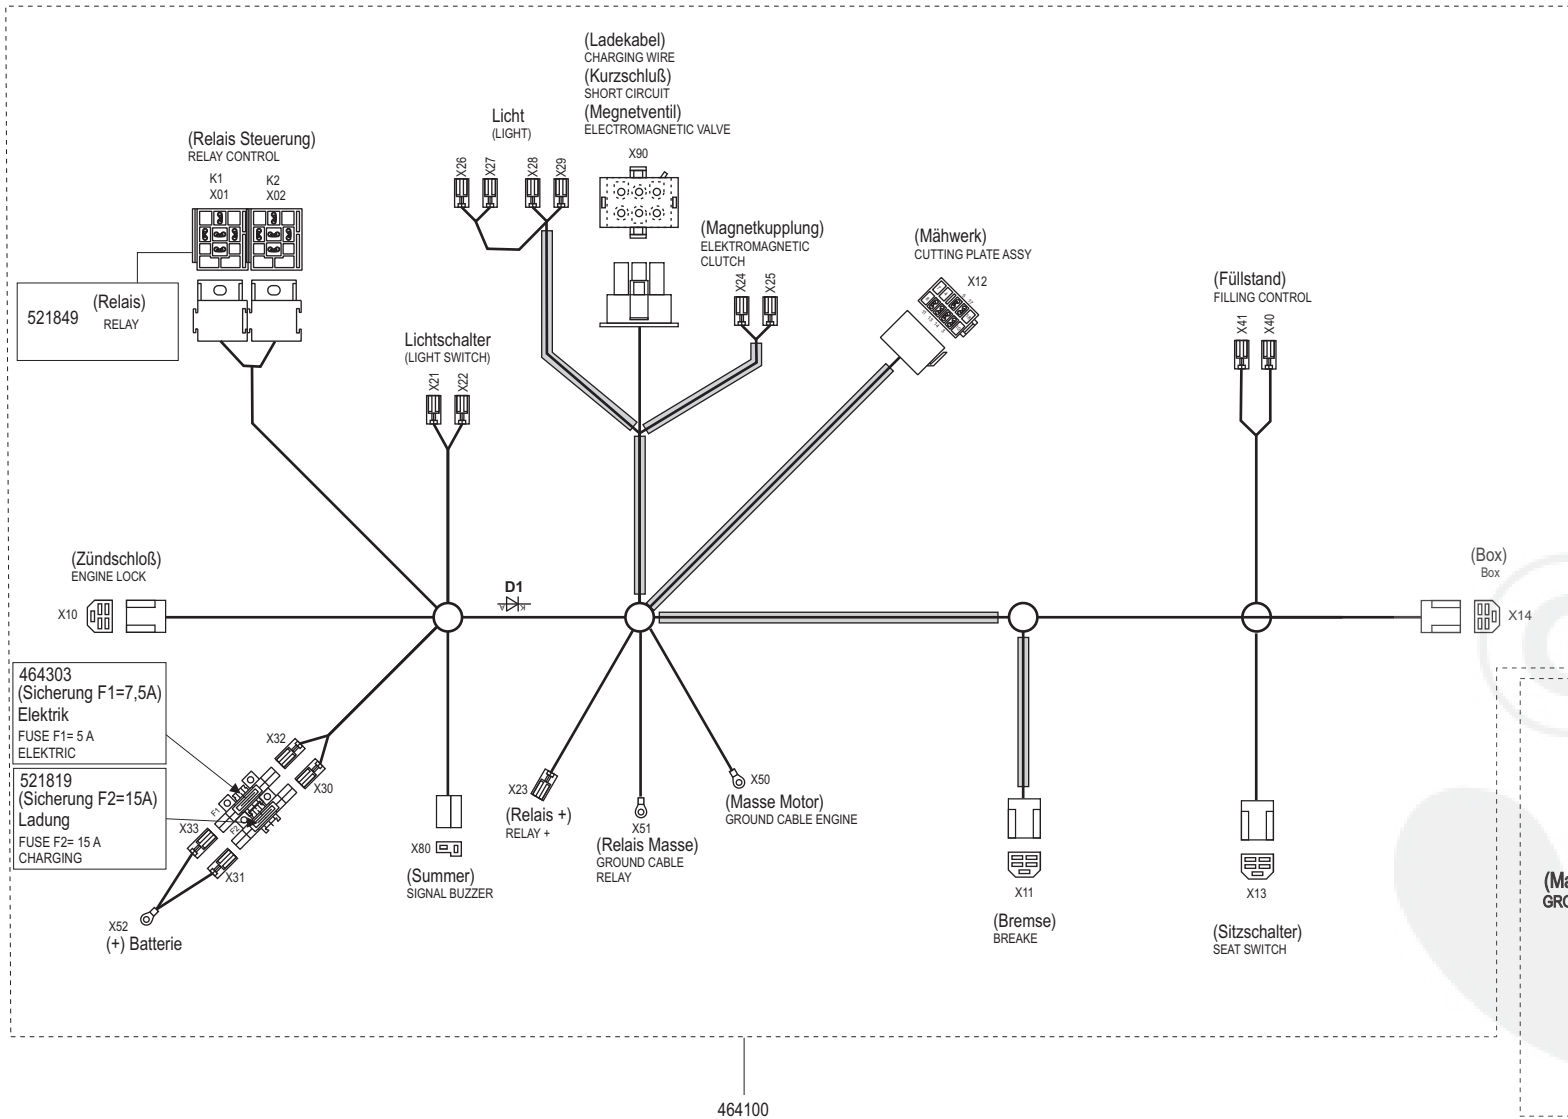 (Ladekabel)
CHARGING WIRE
(Kurzschluß)
SHORT CIRCUIT
(Megnetventil)
ELECTROMAGNETIC VALVE
X90
Licht
(LIGHT)
X26
X27
X28
X29
(Relais Steuerung)
RELAY CONTROL
K1
X01
K2
X02
521849
(Relais)
RELAY
(Magnetkupplung)
ELEKTROMAGNETIC
CLUTCH
X24
X25
(Mähwerk)
CUTTING PLATE ASSY
X12
(Füllstand)
FILLING CONTROL
X41
X40
Lichtschalter
(LIGHT SWITCH)
X21
X22
(Zündschloß)
ENGINE LOCK
X10
D1
A
K
(Box)
Box
X14
464303
(Sicherung F1=7,5A)
Elektrik
FUSE F1= 5 A
ELEKTRIC
521819
(Sicherung F2=15A)
Ladung
FUSE F2= 15 A
CHARGING
X32
X30
F1
F2
X33
X31
X52
(+) Batterie
X80
(Summer)
SIGNAL BUZZER
X23
(Relais +)
RELAY +
X51
(Relais Masse)
GROUND CABLE
RELAY
X50
(Masse Motor)
GROUND CABLE ENGINE
X11
(Bremse)
BREAKE
X13
(Sitzschalter)
SEAT SWITCH
(Ma
GRO
464100